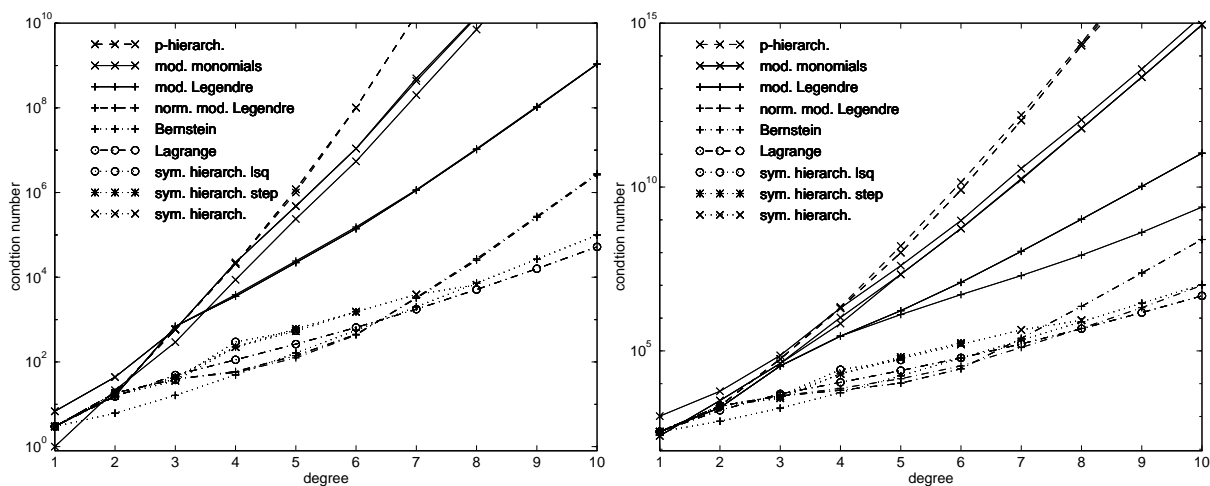 10^10
10^8
10^6
10^4
10^2
10^0
condtion number
p-hierarch.
mod. monomials
mod. Legendre
norm. mod. Legendre
Bernstein
Lagrange
sym. hierarch. lsq
sym. hierarch. step
sym. hierarch.
1 2 3 4 5 6 7 8 9 10
degree
10^15
10^10
10^5
condtion number
p-hierarch.
mod. monomials
mod. Legendre
norm. mod. Legendre
Bernstein
Lagrange
sym. hierarch. lsq
sym. hierarch. step
sym. hierarch.
1 2 3 4 5 6 7 8 9 10
degree